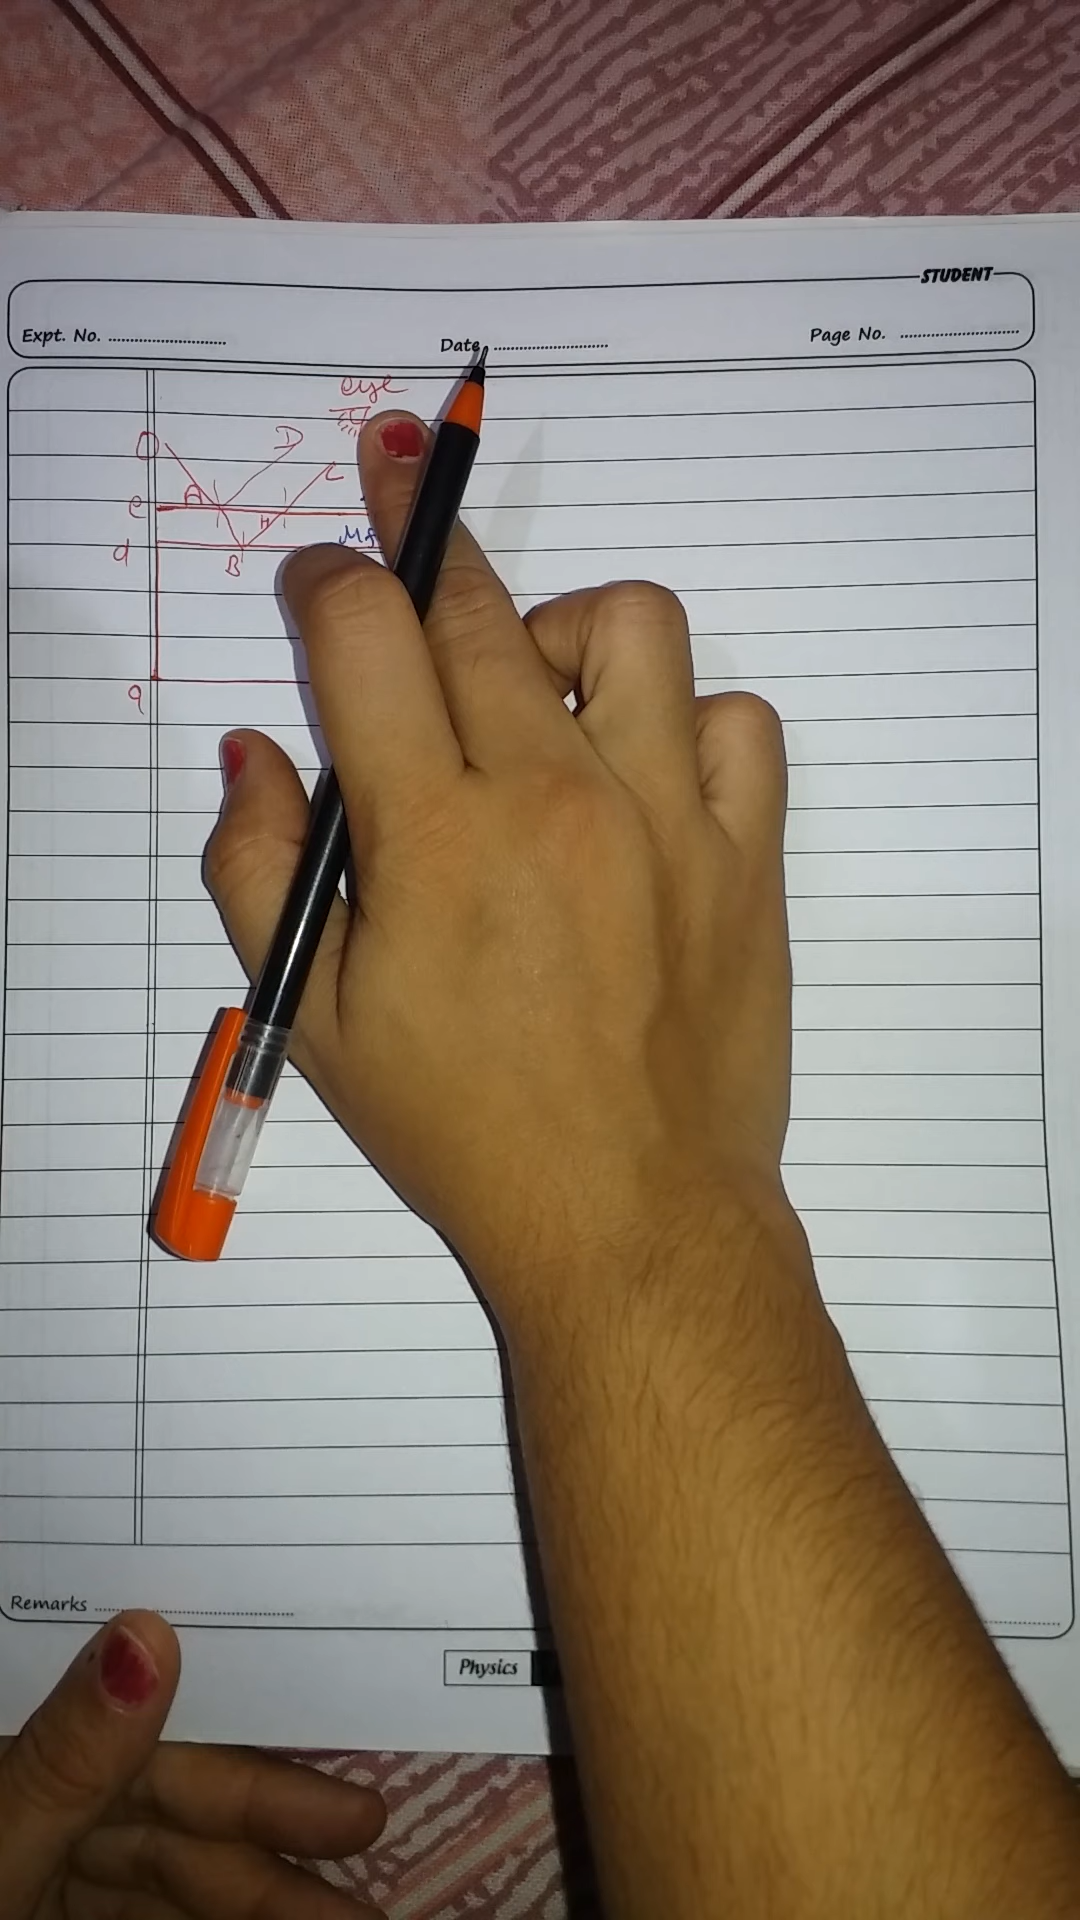 STUDENT
Expt. No. ............................ Date ........................... Page No. ............................
eye
O D
C
A
e H
d
B
q
Remarks ..................................................
Physics